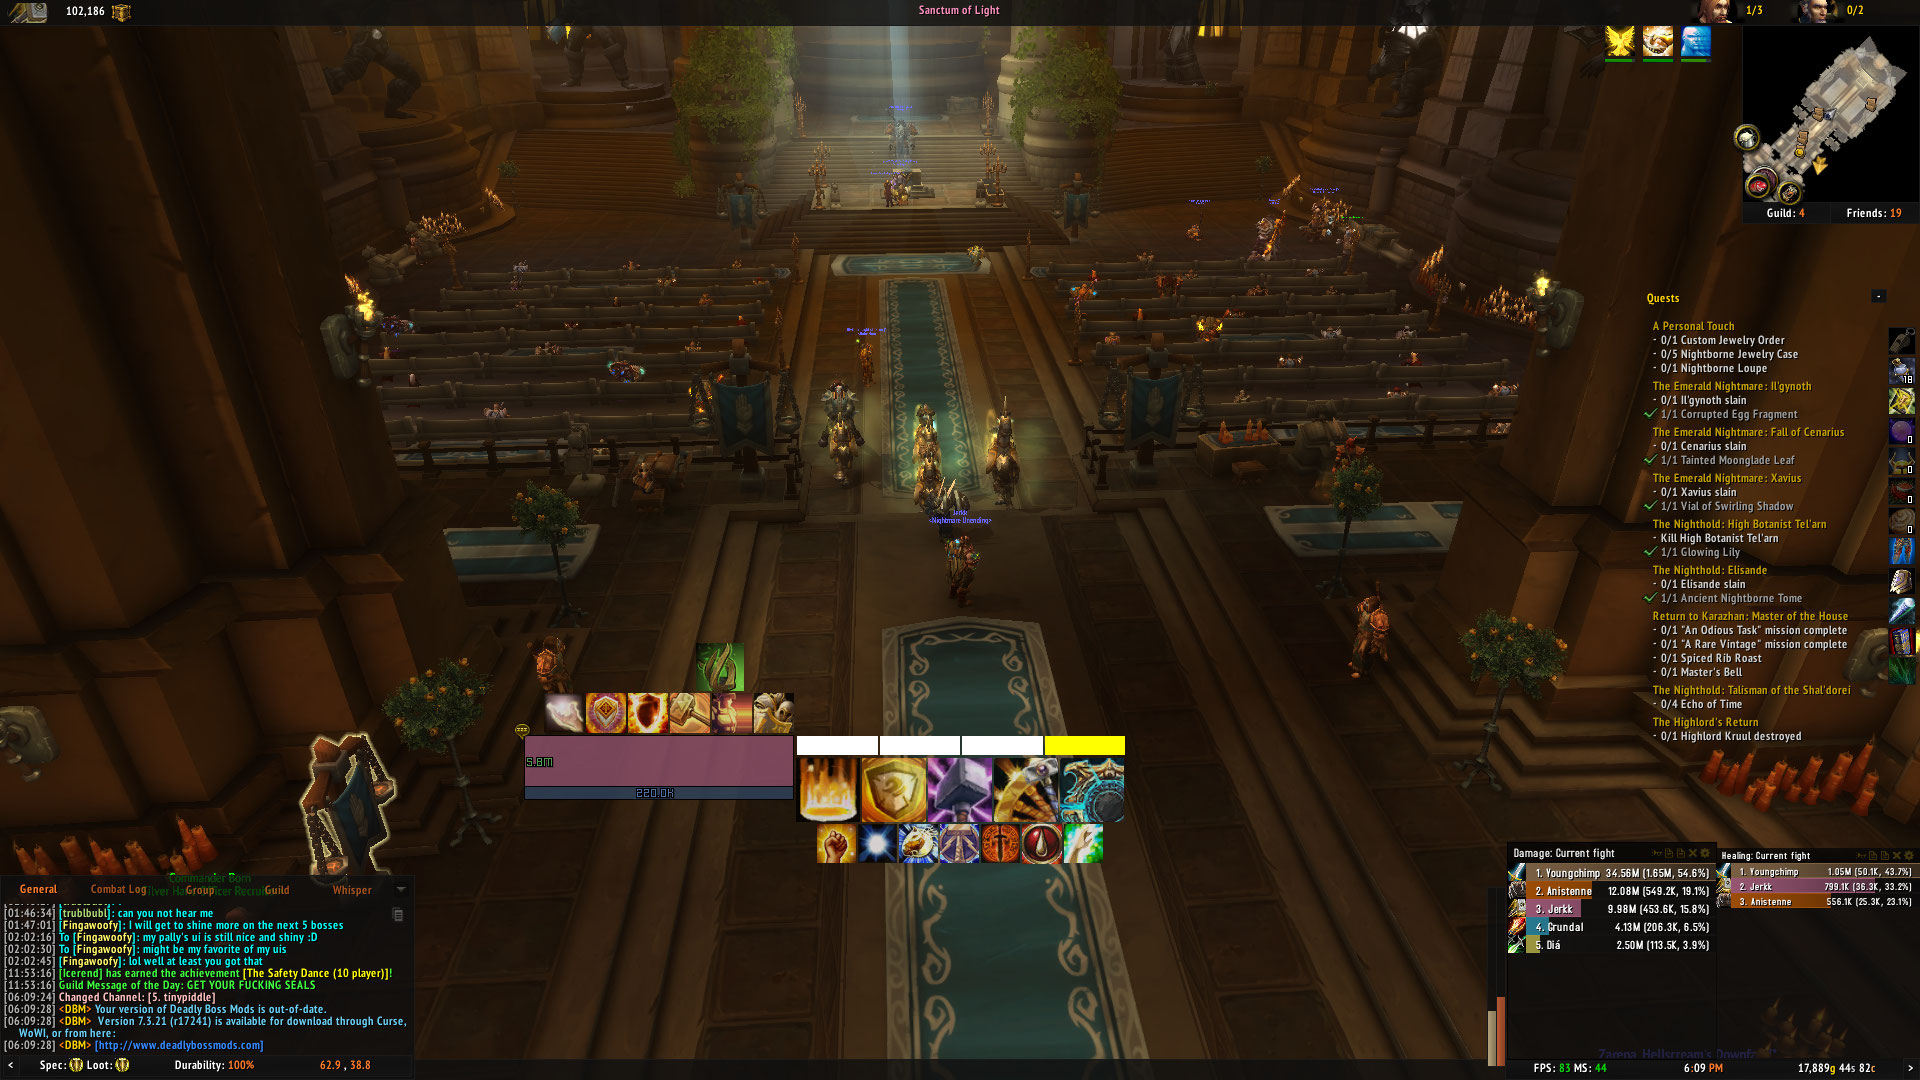 102,186
Sanctum of Light
1/3
0/2
Guild: 4
Friends: 19
Quests
-
A Personal Touch
- 0/1 Custom Jewelry Order
- 0/5 Nightborne Jewelry Case
- 0/1 Nightborne Loupe
The Emerald Nightmare: Il'gynoth
- 0/1 Il'gynoth slain
1/1 Corrupted Egg Fragment
The Emerald Nightmare: Fall of Cenarius
- 0/1 Cenarius slain
1/1 Tainted Moonglade Leaf
The Emerald Nightmare: Xavius
- 0/1 Xavius slain
1/1 Vial of Swirling Shadow
The Nighthold: High Botanist Tel'arn
- Kill High Botanist Tel'arn
1/1 Glowing Lily
The Nighthold: Elisande
- 0/1 Elisande slain
1/1 Ancient Nightborne Tome
Return to Karazhan: Master of the House
- 0/1 "An Odious Task" mission complete
- 0/1 "A Rare Vintage" mission complete
- 0/1 Spiced Rib Roast
- 0/1 Master's Bell
The Nighthold: Talisman of the Shal'dorei
- 0/4 Echo of Time
The Highlord's Return
- 0/1 Highlord Kruul destroyed
18
0
0
0
0
Jerkk
<Nightmare Unending>
5.8M
220.0K
Commander Born
Silver Hand Officer Recruit
General
Combat Log
Group
Guild
Whisper
[01:46:34] [trublbubl]: can you not hear me
[01:47:01] [Fingawoofy]: I will get to shine more on the next 5 bosses
[02:02:16] To [Fingawoofy]: my pally's ui is still nice and shiny :D
[02:02:30] To [Fingawoofy]: might be my favorite of my uis
[02:02:45] [Fingawoofy]: lol well at least you got that
[11:53:16] [Icerend] has earned the achievement [The Safety Dance (10 player)]!
[11:53:16] Guild Message of the Day: GET YOUR FUCKING SEALS
[06:09:24] Changed Channel: [5. tinypiddle]
[06:09:28] <DBM> Your version of Deadly Boss Mods is out-of-date.
[06:09:28] <DBM> Version 7.3.21 (r17241) is available for download through Curse,
WoWI, or from here:
[06:09:28] <DBM> [http://www.deadlybossmods.com]
< Spec: Loot: Durability: 100% 62.9 , 38.8
Damage: Current fight
1. Youngchimp 34.56M (1.65M, 54.6%)
2. Anistenne 12.08M (549.2K, 19.1%)
3. Jerkk 9.98M (453.6K, 15.8%)
4. Grundal 4.13M (206.3K, 6.5%)
5. Diá 2.50M (113.5K, 3.9%)
Healing: Current fight
1. Youngchimp 1.05M (50.1K, 43.7%)
2. Jerkk 799.1K (36.3K, 33.2%)
3. Anistenne 556.1K (25.3K, 23.1%)
Zarena, Hellscream's Downfall
FPS: 83 MS: 44
6:09 PM
17,889g 44s 82c >